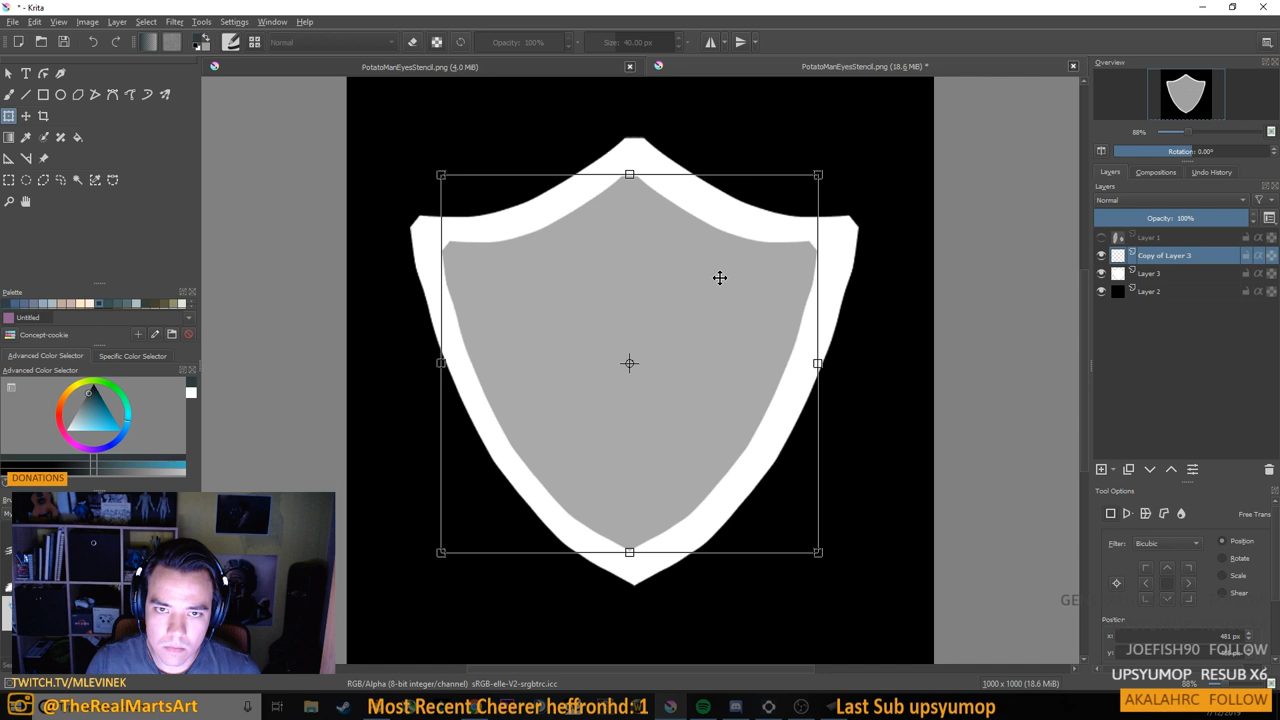 * - Krita
File Edit View Image Layer Select Filter Tools Settings Window Help
Normal Opacity: 100% Size: 40.00 px
PotatoManEyesStencil.png (4.0 MiB) PotatoManEyesStencil.png (18.6 MiB) *
Overview
88%
Rotation: 0.00°
Layers Compositions Undo History
Layers
Normal
Opacity: 100%
Layer 1
Copy of Layer 3
Layer 3
Layer 2
Palette
Untitled
Concept-cookie
Advanced Color Selector Specific Color Selector
Advanced Color Selector
DONATIONS
Tool Options
Free Trans
Filter: Bicubic Position
Rotate
Scale
Shear
Position
x: 481 px
y:
JOEFISH90 FOLLOW
UPSYUMOP RESUB X6
AKALAHRC FOLLOW
TWITCH.TV/MLEVINEK
RGB/Alpha (8-bit integer/channel) sRGB-elle-V2-srgbtrc.icc 1000 x 1000 (18.6 MiB) 88%
@TheRealMartsArt Most Recent Cheerer heffronhd: 1 Last Sub upsyumop